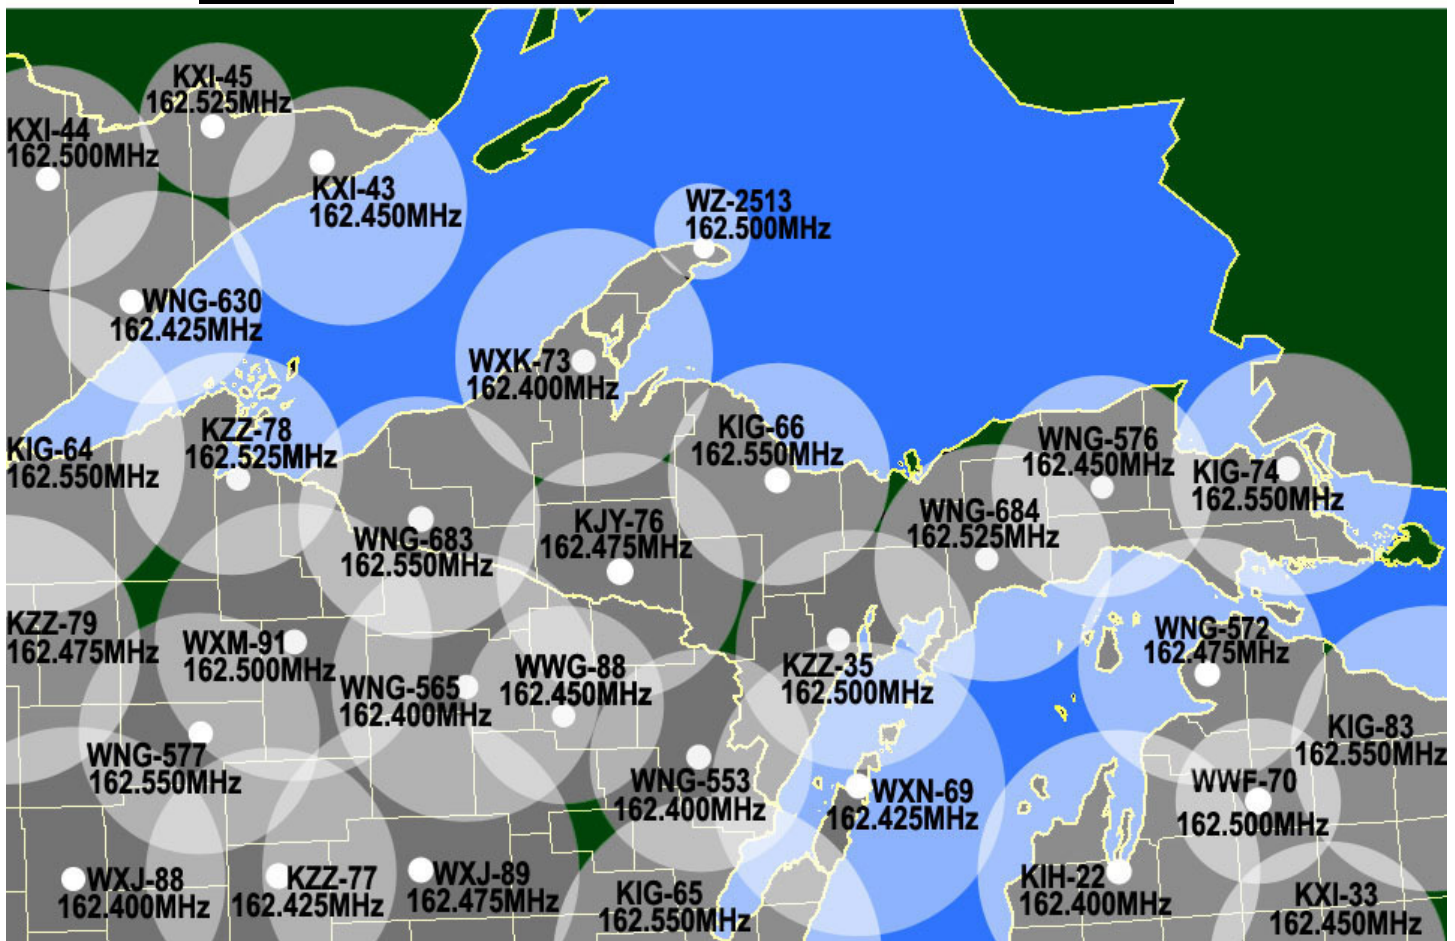 KXI-45
162.525MHz
KXI-44
162.500MHz
KXI-43
162.450MHz
WZ-2513
162.500MHz
WNG-630
162.425MHz
WXK-73
162.400MHz
KIG-64
162.550MHz
KZZ-78
162.525MHz
KIG-66
162.550MHz
WNG-576
162.450MHz
KIG-74
162.550MHz
WNG-683
162.550MHz
KJY-76
162.475MHz
WNG-684
162.525MHz
KZZ-79
162.475MHz
WXM-91
162.500MHz
WNG-565
162.400MHz
WWG-88
162.450MHz
KZZ-35
162.500MHz
WNG-572
162.475MHz
KIG-83
162.550MHz
WNG-577
162.550MHz
WNG-553
162.400MHz
WXN-69
162.425MHz
WWF-70
162.500MHz
WXJ-88
162.400MHz
KZZ-77
162.425MHz
WXJ-89
162.475MHz
KIG-65
162.550MHz
KIH-22
162.400MHz
KXI-33
162.450MHz